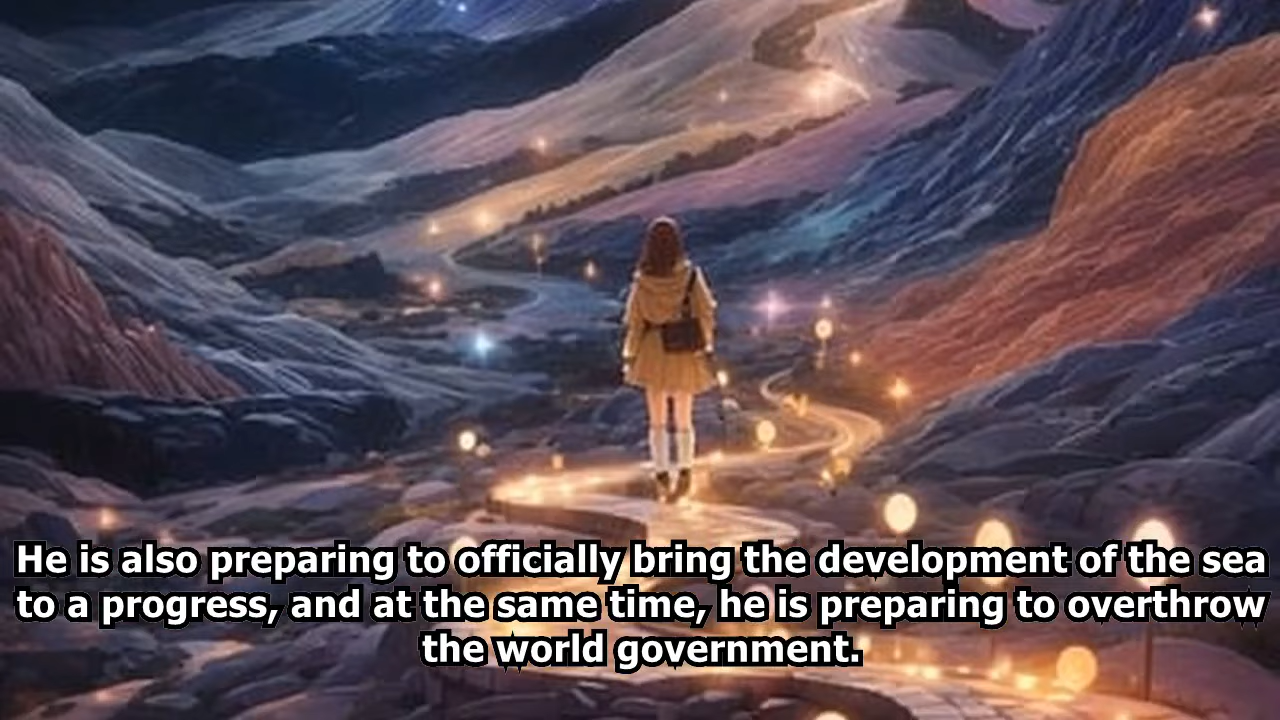 He is also preparing to officially bring the development of the sea
to a progress, and at the same time, he is preparing to overthrow
the world government.